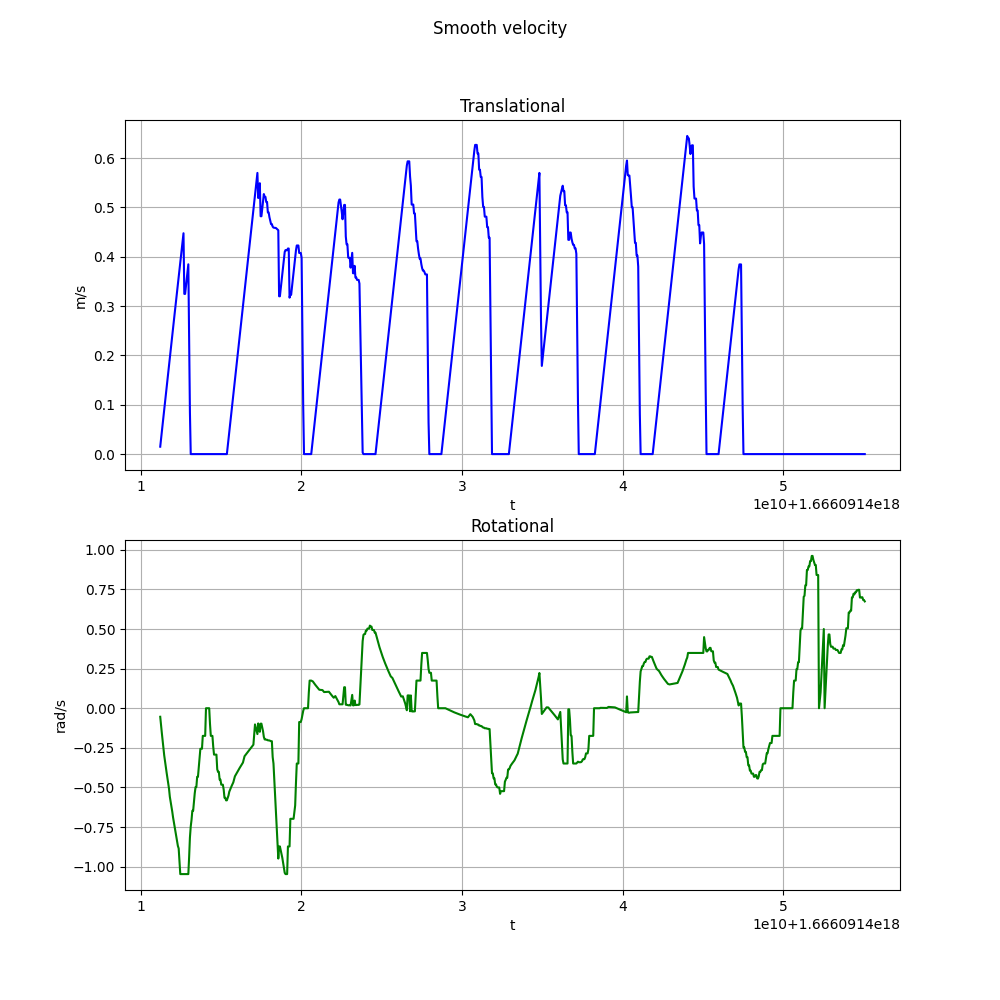 Smooth velocity
Translational
0.6
0.5
0.4
0.3
0.2
0.1
0.0
m/s
1 2 3 4 5
t
1e10+1.6660914e18
Rotational
1.00
0.75
0.50
0.25
0.00
−0.25
−0.50
−0.75
−1.00
rad/s
1 2 3 4 5
t
1e10+1.6660914e18